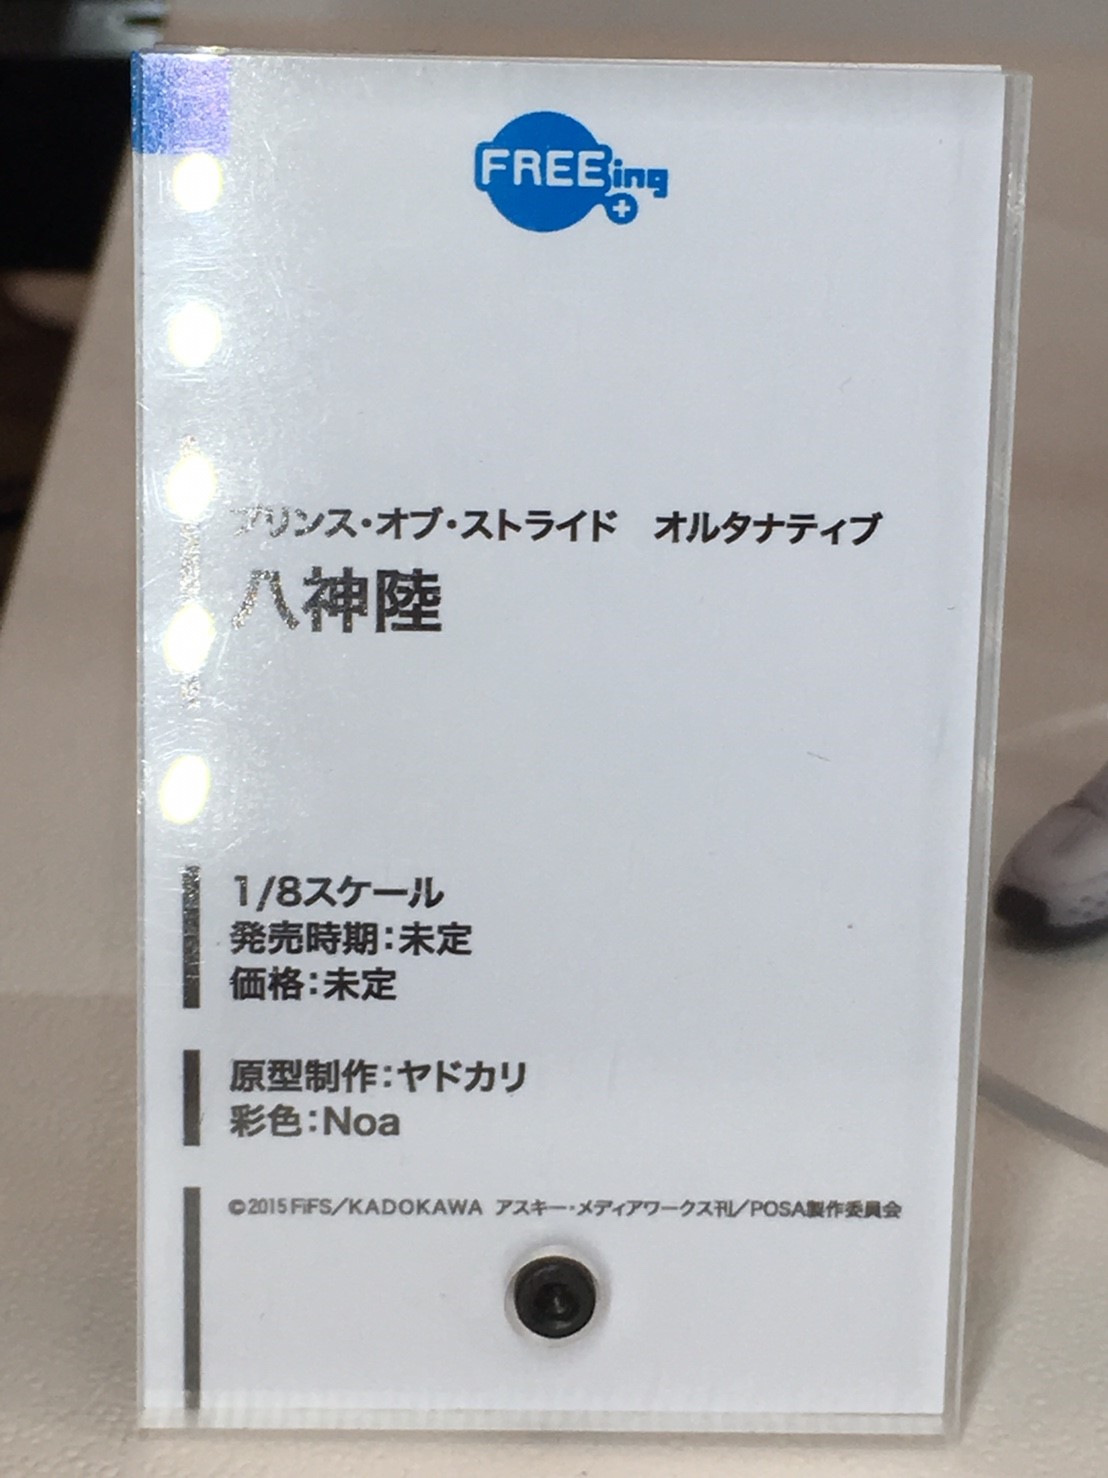 FREEing
プリンス・オブ・ストライド　オルタナティブ
八神陸
1/8スケール
発売時期：未定
価格：未定
原型制作：ヤドカリ
彩色：Noa
©2015 FiFS／KADOKAWA アスキー・メディアワークス刊／POSA製作委員会